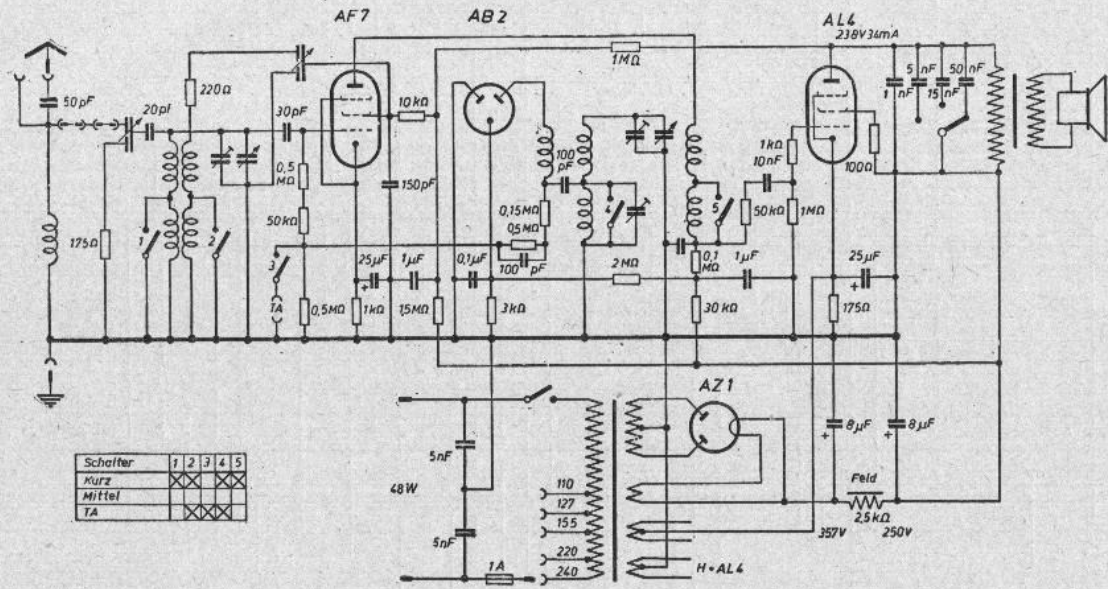 AF7
AB2
AL4
238V 34mA
50pF
20pF
220Ω
30pF
10kΩ
1MΩ
1 nF
5 nF
15 nF
50 nF
0,5 MΩ
150pF
100 pF
1kΩ
10nF
100Ω
175Ω
1
2
50kΩ
0,15MΩ
0,5MΩ
4
5
50kΩ
1MΩ
3
TA
25µF
1µF
0,1µF
100 pF
2MΩ
0,1 MΩ
1µF
25µF
0,5MΩ
1kΩ
1,5MΩ
3kΩ
30kΩ
175Ω
AZ1
8µF
8µF
5nF
48W
5nF
1A
110
127
155
220
240
H•AL4
Feld
2,5kΩ
357V
250V
Schalter 1 2 3 4 5
Kurz X X X X
Mittel
TA X X X